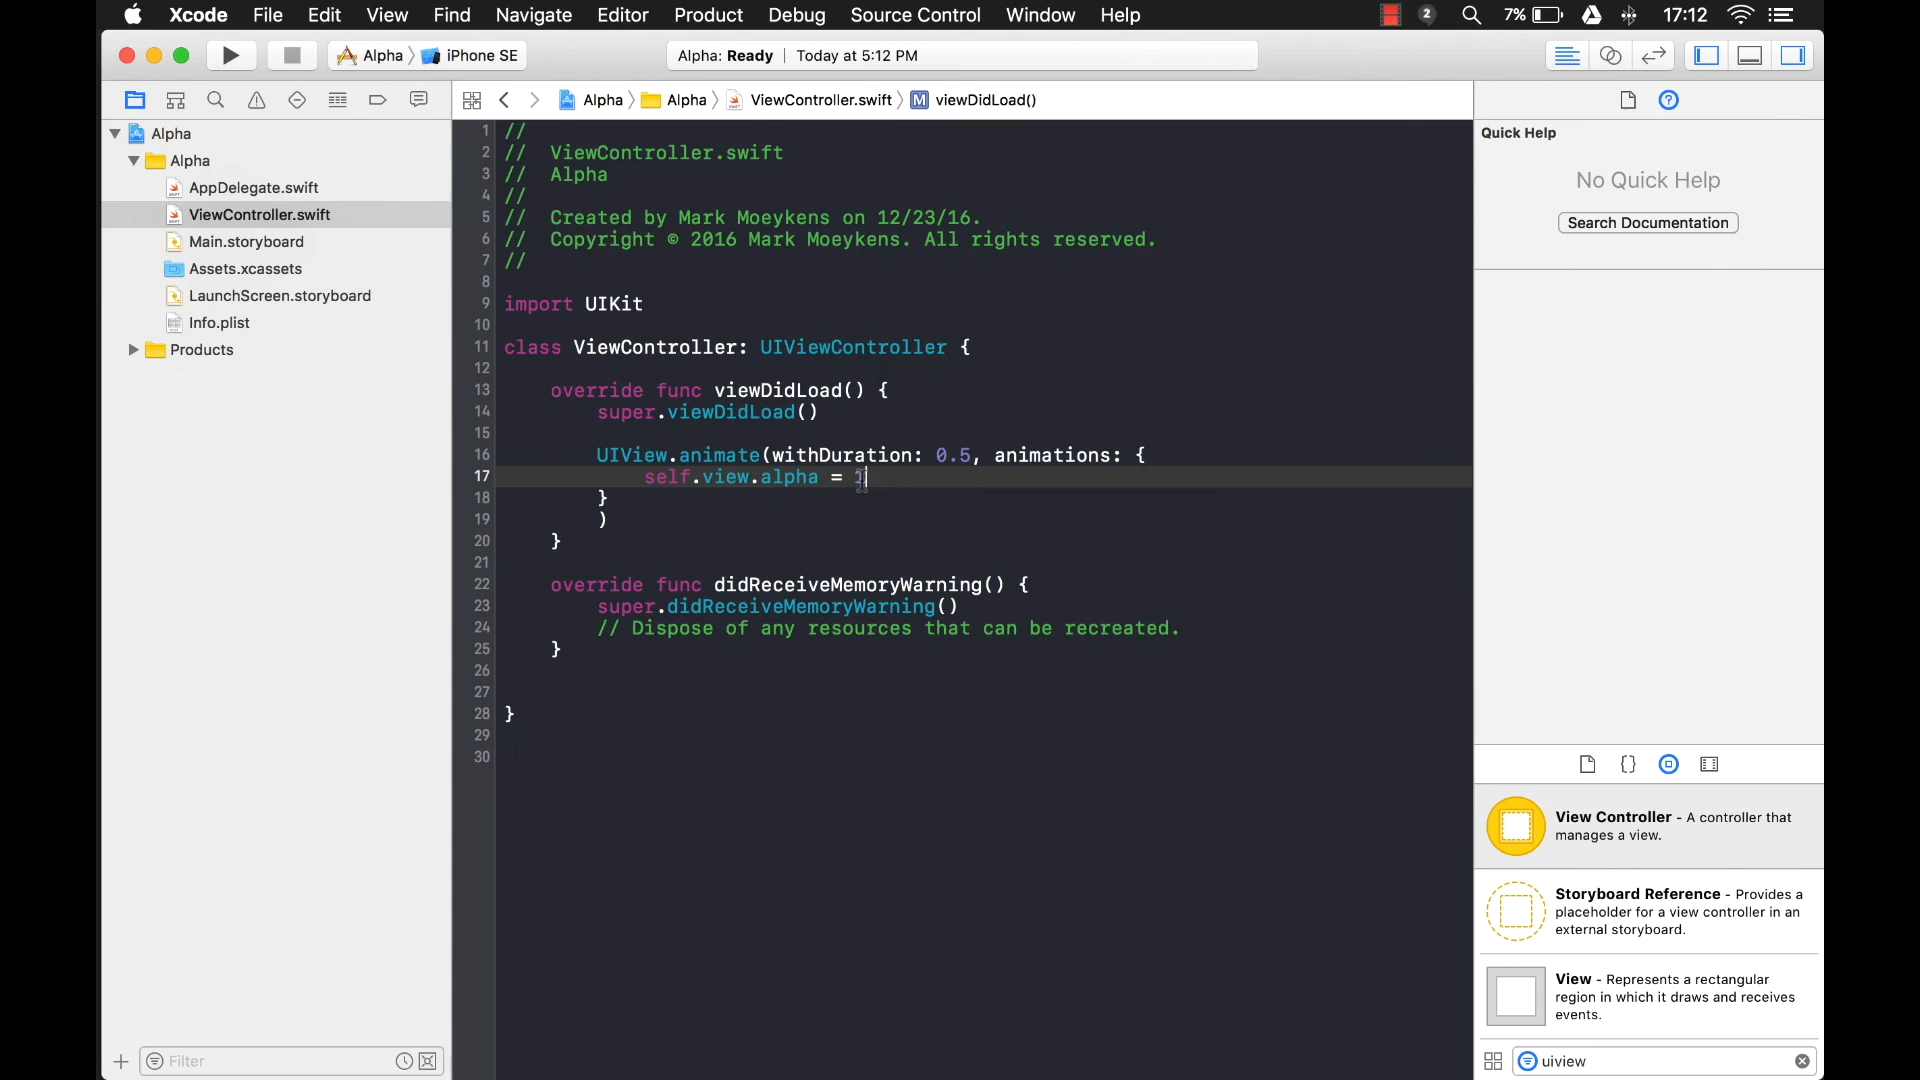 Xcode File Edit View Find Navigate Editor Product Debug Source Control Window Help 2 7% 17:12
Alpha iPhone SE Alpha: Ready Today at 5:12 PM
Alpha Alpha ViewController.swift M viewDidLoad()
Alpha
Alpha
AppDelegate.swift
ViewController.swift
Main.storyboard
Assets.xcassets
LaunchScreen.storyboard
Info.plist
Products
Filter
1 //
2 // ViewController.swift
3 // Alpha
4 //
5 // Created by Mark Moeykens on 12/23/16.
6 // Copyright © 2016 Mark Moeykens. All rights reserved.
7 //
8
9 import UIKit
10
11 class ViewController: UIViewController {
12
13 override func viewDidLoad() {
14 super.viewDidLoad()
15
16 UIView.animate(withDuration: 0.5, animations: {
17 self.view.alpha =
18 }
19 )
20 }
21
22 override func didReceiveMemoryWarning() {
23 super.didReceiveMemoryWarning()
24 // Dispose of any resources that can be recreated.
25 }
26
27
28 }
29
30
Quick Help
No Quick Help
Search Documentation
View Controller - A controller that
manages a view.
Storyboard Reference - Provides a
placeholder for a view controller in an
external storyboard.
View - Represents a rectangular
region in which it draws and receives
events.
uiview